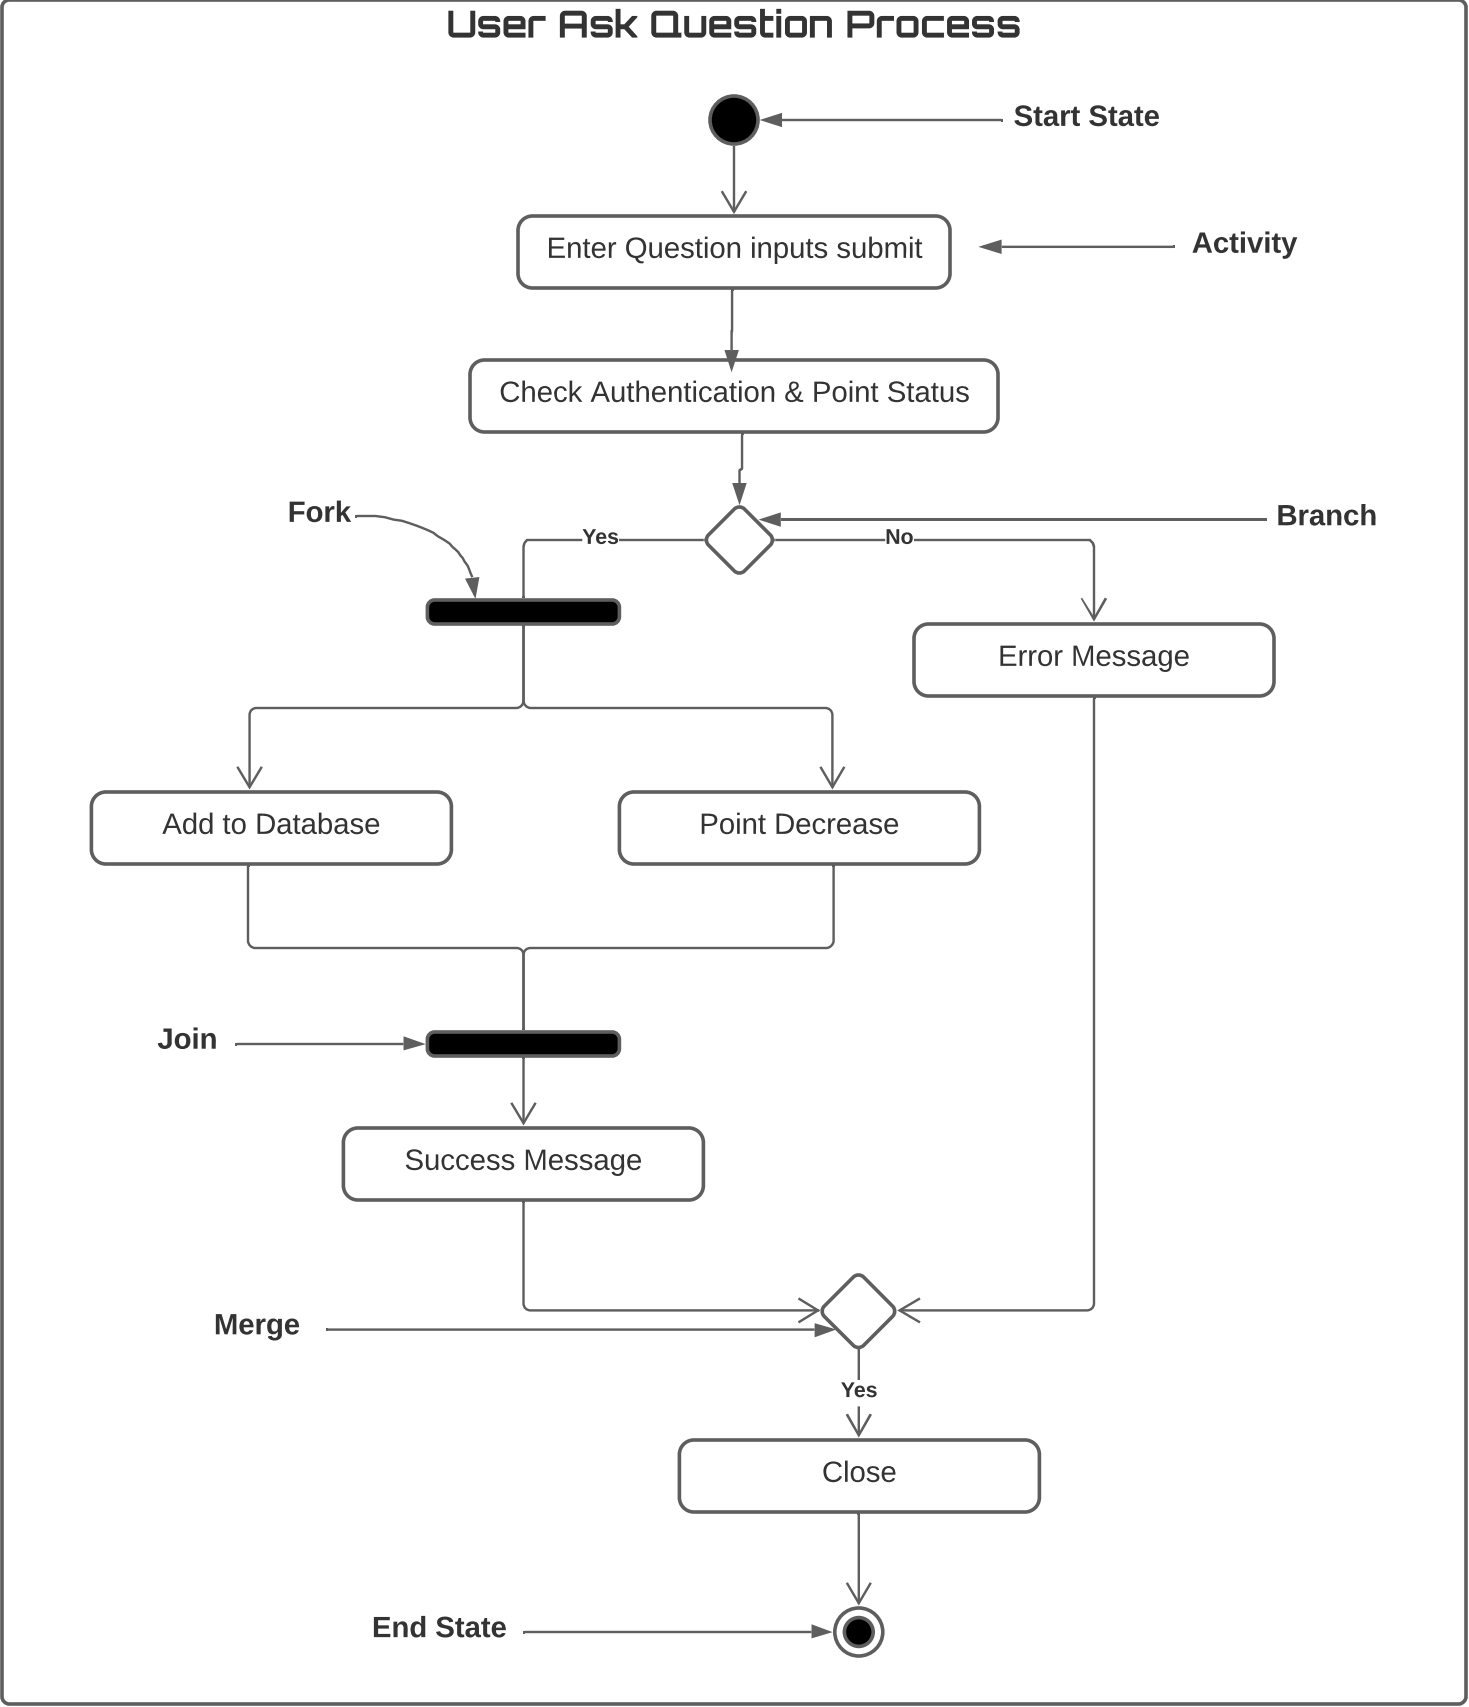 User Ask Question Process
Start State
Enter Question inputs submit
Activity
Check Authentication & Point Status
Fork
Branch
Yes
No
Error Message
Add to Database
Point Decrease
Join
Success Message
Merge
Yes
Close
End State